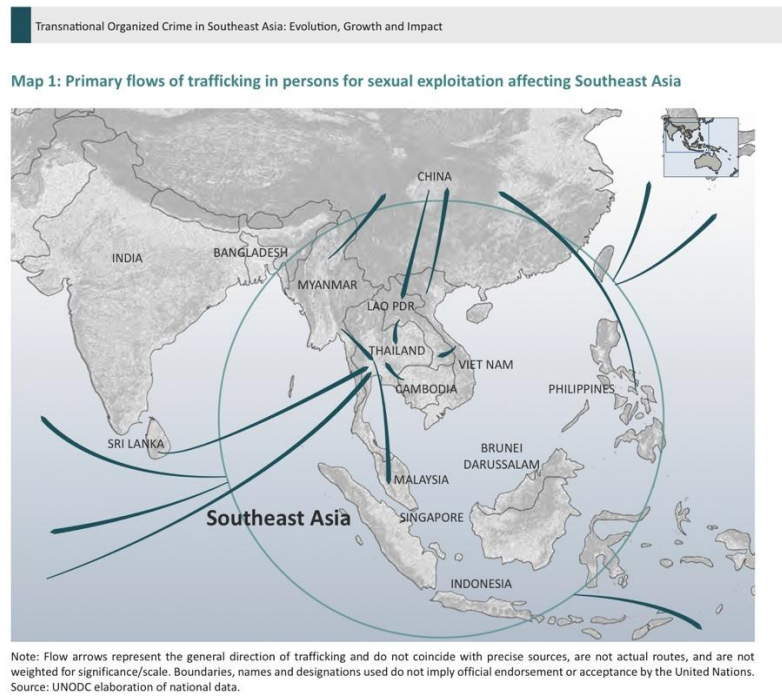 Transnational Organized Crime in Southeast Asia: Evolution, Growth and Impact
Map 1: Primary flows of trafficking in persons for sexual exploitation affecting Southeast Asia
CHINA
INDIA
BANGLADESH
MYANMAR
LAO PDR
THAILAND
VIET NAM
CAMBODIA
PHILIPPINES
SRI LANKA
BRUNEI
DARUSSALAM
MALAYSIA
Southeast Asia
SINGAPORE
INDONESIA
Note: Flow arrows represent the general direction of trafficking and do not coincide with precise sources, are not actual routes, and are not
weighted for significance/scale. Boundaries, names and designations used do not imply official endorsement or acceptance by the United Nations.
Source: UNODC elaboration of national data.